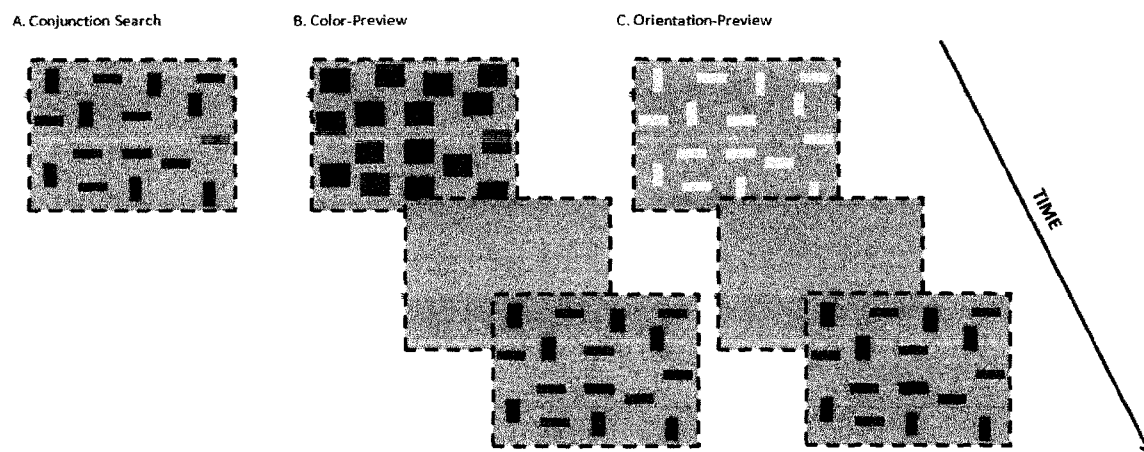 A. Conjunction Search
B. Color-Preview
C. Orientation-Preview
TIME